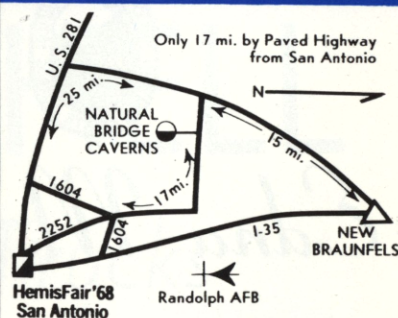 U. S. 281
Only 17 mi. by Paved Highway
from San Antonio
25 mi.
N
NATURAL
BRIDGE
CAVERNS
15 mi.
1604
17mi.
2252
1604
I-35
NEW
BRAUNFELS
HemisFair'68
San Antonio
Randolph AFB